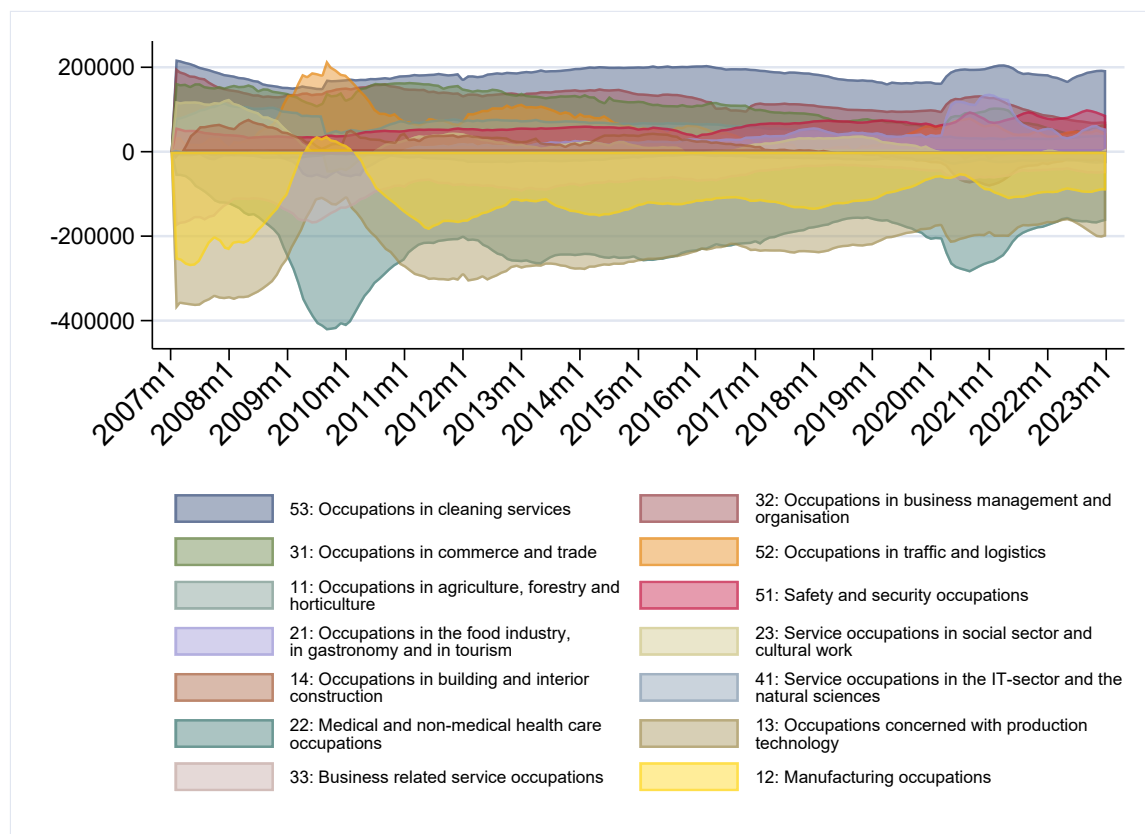 200000
0
-200000
-400000
2007m1
2008m1
2009m1
2010m1
2011m1
2012m1
2013m1
2014m1
2015m1
2016m1
2017m1
2018m1
2019m1
2020m1
2021m1
2022m1
2023m1
53: Occupations in cleaning services
32: Occupations in business management and
organisation
31: Occupations in commerce and trade
52: Occupations in traffic and logistics
11: Occupations in agriculture, forestry and
horticulture
51: Safety and security occupations
21: Occupations in the food industry,
in gastronomy and in tourism
23: Service occupations in social sector and
cultural work
14: Occupations in building and interior
construction
41: Service occupations in the IT-sector and the
natural sciences
22: Medical and non-medical health care
occupations
13: Occupations concerned with production
technology
33: Business related service occupations
12: Manufacturing occupations